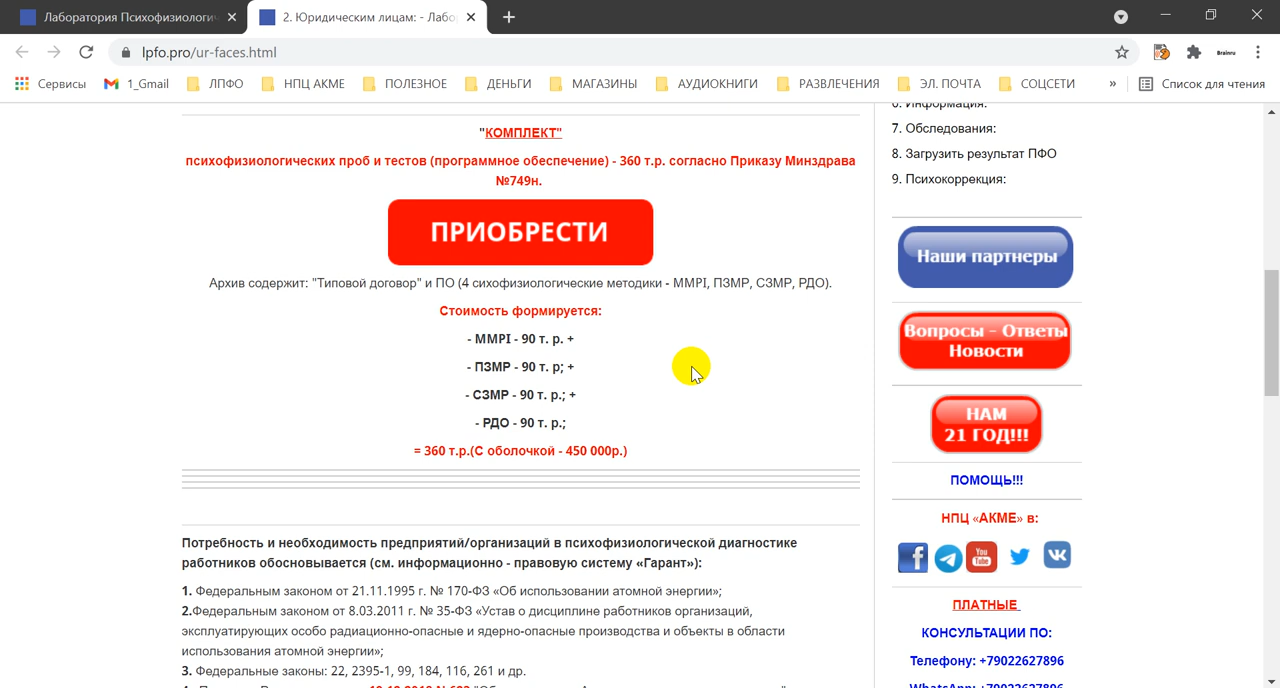 Лаборатория Психофизиологич
2. Юридическим лицам: - Лабо
lpfo.pro/ur-faces.html
Brainru
Сервисы
1_Gmail
ЛПФО
НПЦ АКМЕ
ПОЛЕЗНОЕ
ДЕНЬГИ
МАГАЗИНЫ
АУДИОКНИГИ
РАЗВЛЕЧЕНИЯ
ЭЛ. ПОЧТА
СОЦСЕТИ
»
Список для чтения
"КОМПЛЕКТ"
психофизиологических проб и тестов (программное обеспечение) - 360 т.р. согласно Приказу Минздрава
№749н.
ПРИОБРЕСТИ
Архив содержит: "Типовой договор" и ПО (4 сихофизиологические методики - MMPI, ПЗМР, СЗМР, РДО).
Стоимость формируется:
- MMPI - 90 т. р. +
- ПЗМР - 90 т. р; +
- СЗМР - 90 т. р.; +
- РДО - 90 т. р.;
= 360 т.р.(С оболочкой - 450 000р.)
Потребность и необходимость предприятий/организаций в психофизиологической диагностике
работников обосновывается (см. информационно - правовую систему «Гарант»):
1. Федеральным законом от 21.11.1995 г. № 170-ФЗ «Об использовании атомной энергии»;
2.Федеральным законом от 8.03.2011 г. № 35-ФЗ «Устав о дисциплине работников организаций,
эксплуатирующих особо радиационно-опасные и ядерно-опасные производства и объекты в области
использования атомной энергии»;
3. Федеральные законы: 22, 2395-1, 99, 184, 116, 261 и др.
6. Информация:
7. Обследования:
8. Загрузить результат ПФО
9. Психокоррекция:
Наши партнеры
Вопросы - Ответы
Новости
НАМ
21 ГОД!!!
ПОМОЩЬ!!!
НПЦ «АКМЕ» в:
You
Tube
ПЛАТНЫЕ
КОНСУЛЬТАЦИИ ПО:
Телефону: +79022627896
WhatsApp: +79022627896